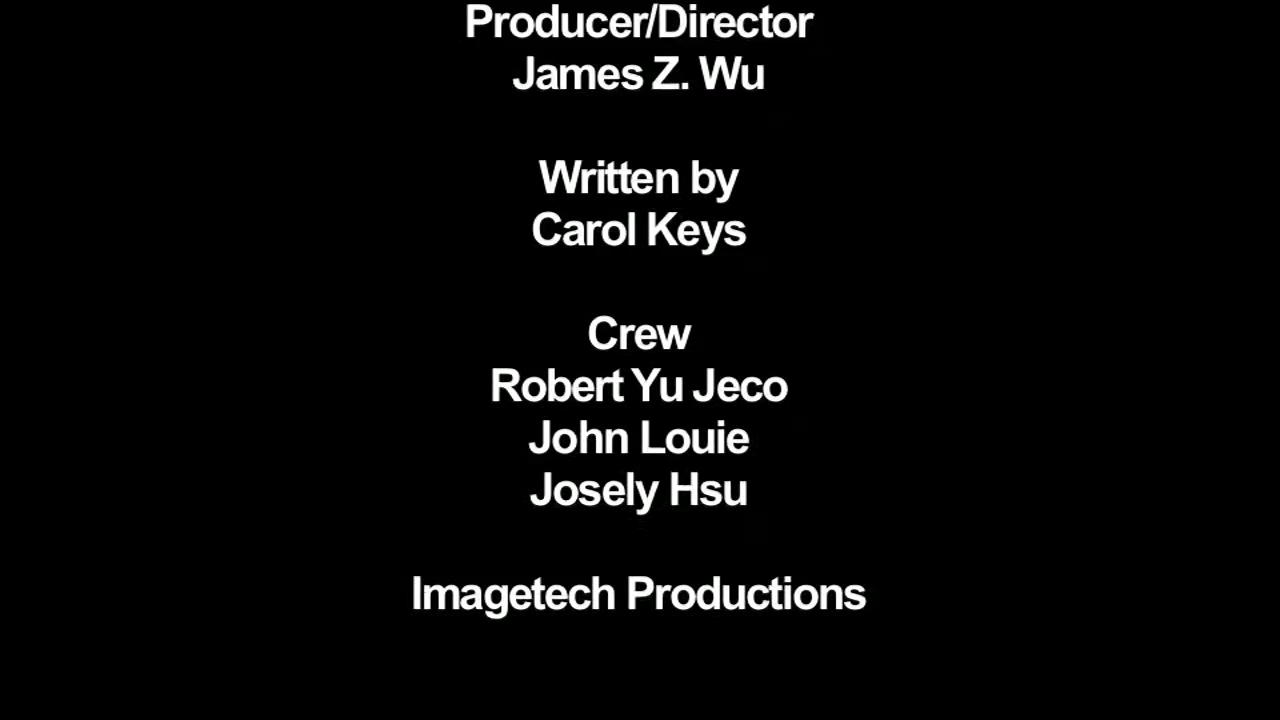 Producer/Director
James Z. Wu
Written by
Carol Keys
Crew
Robert Yu Jeco
John Louie
Josely Hsu
Imagetech Productions